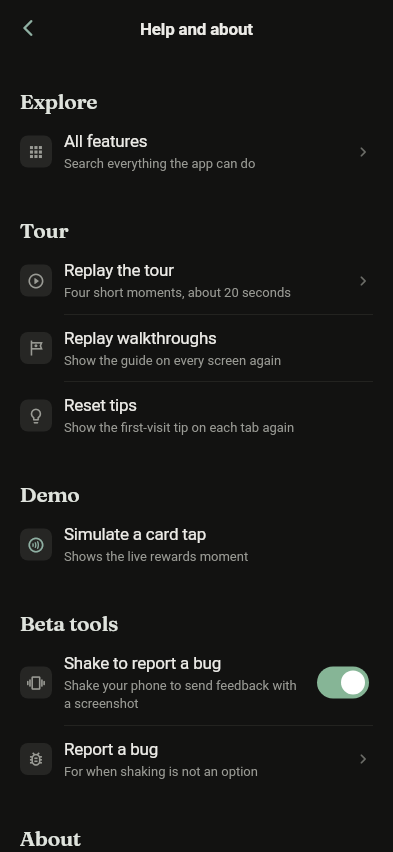 Help and about
Explore
All features
Search everything the app can do
Tour
Replay the tour
Four short moments, about 20 seconds
Replay walkthroughs
Show the guide on every screen again
Reset tips
Show the first-visit tip on each tab again
Demo
Simulate a card tap
Shows the live rewards moment
Beta tools
Shake to report a bug
Shake your phone to send feedback with
a screenshot
Report a bug
For when shaking is not an option
About